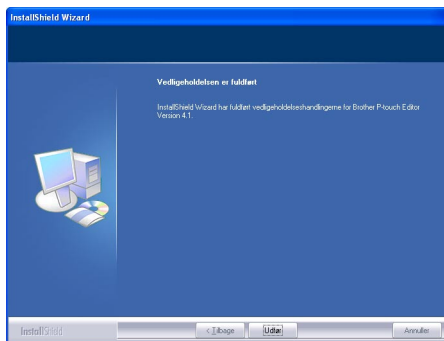 InstallShield Wizard
Vedligeholdelsen er fuldført
InstallShield Wizard har fuldført vedligeholdelseshandlingerne for Brother P-touch Editor
Version 4.1.
InstallShield
< Tilbage
Udfør
Annuller